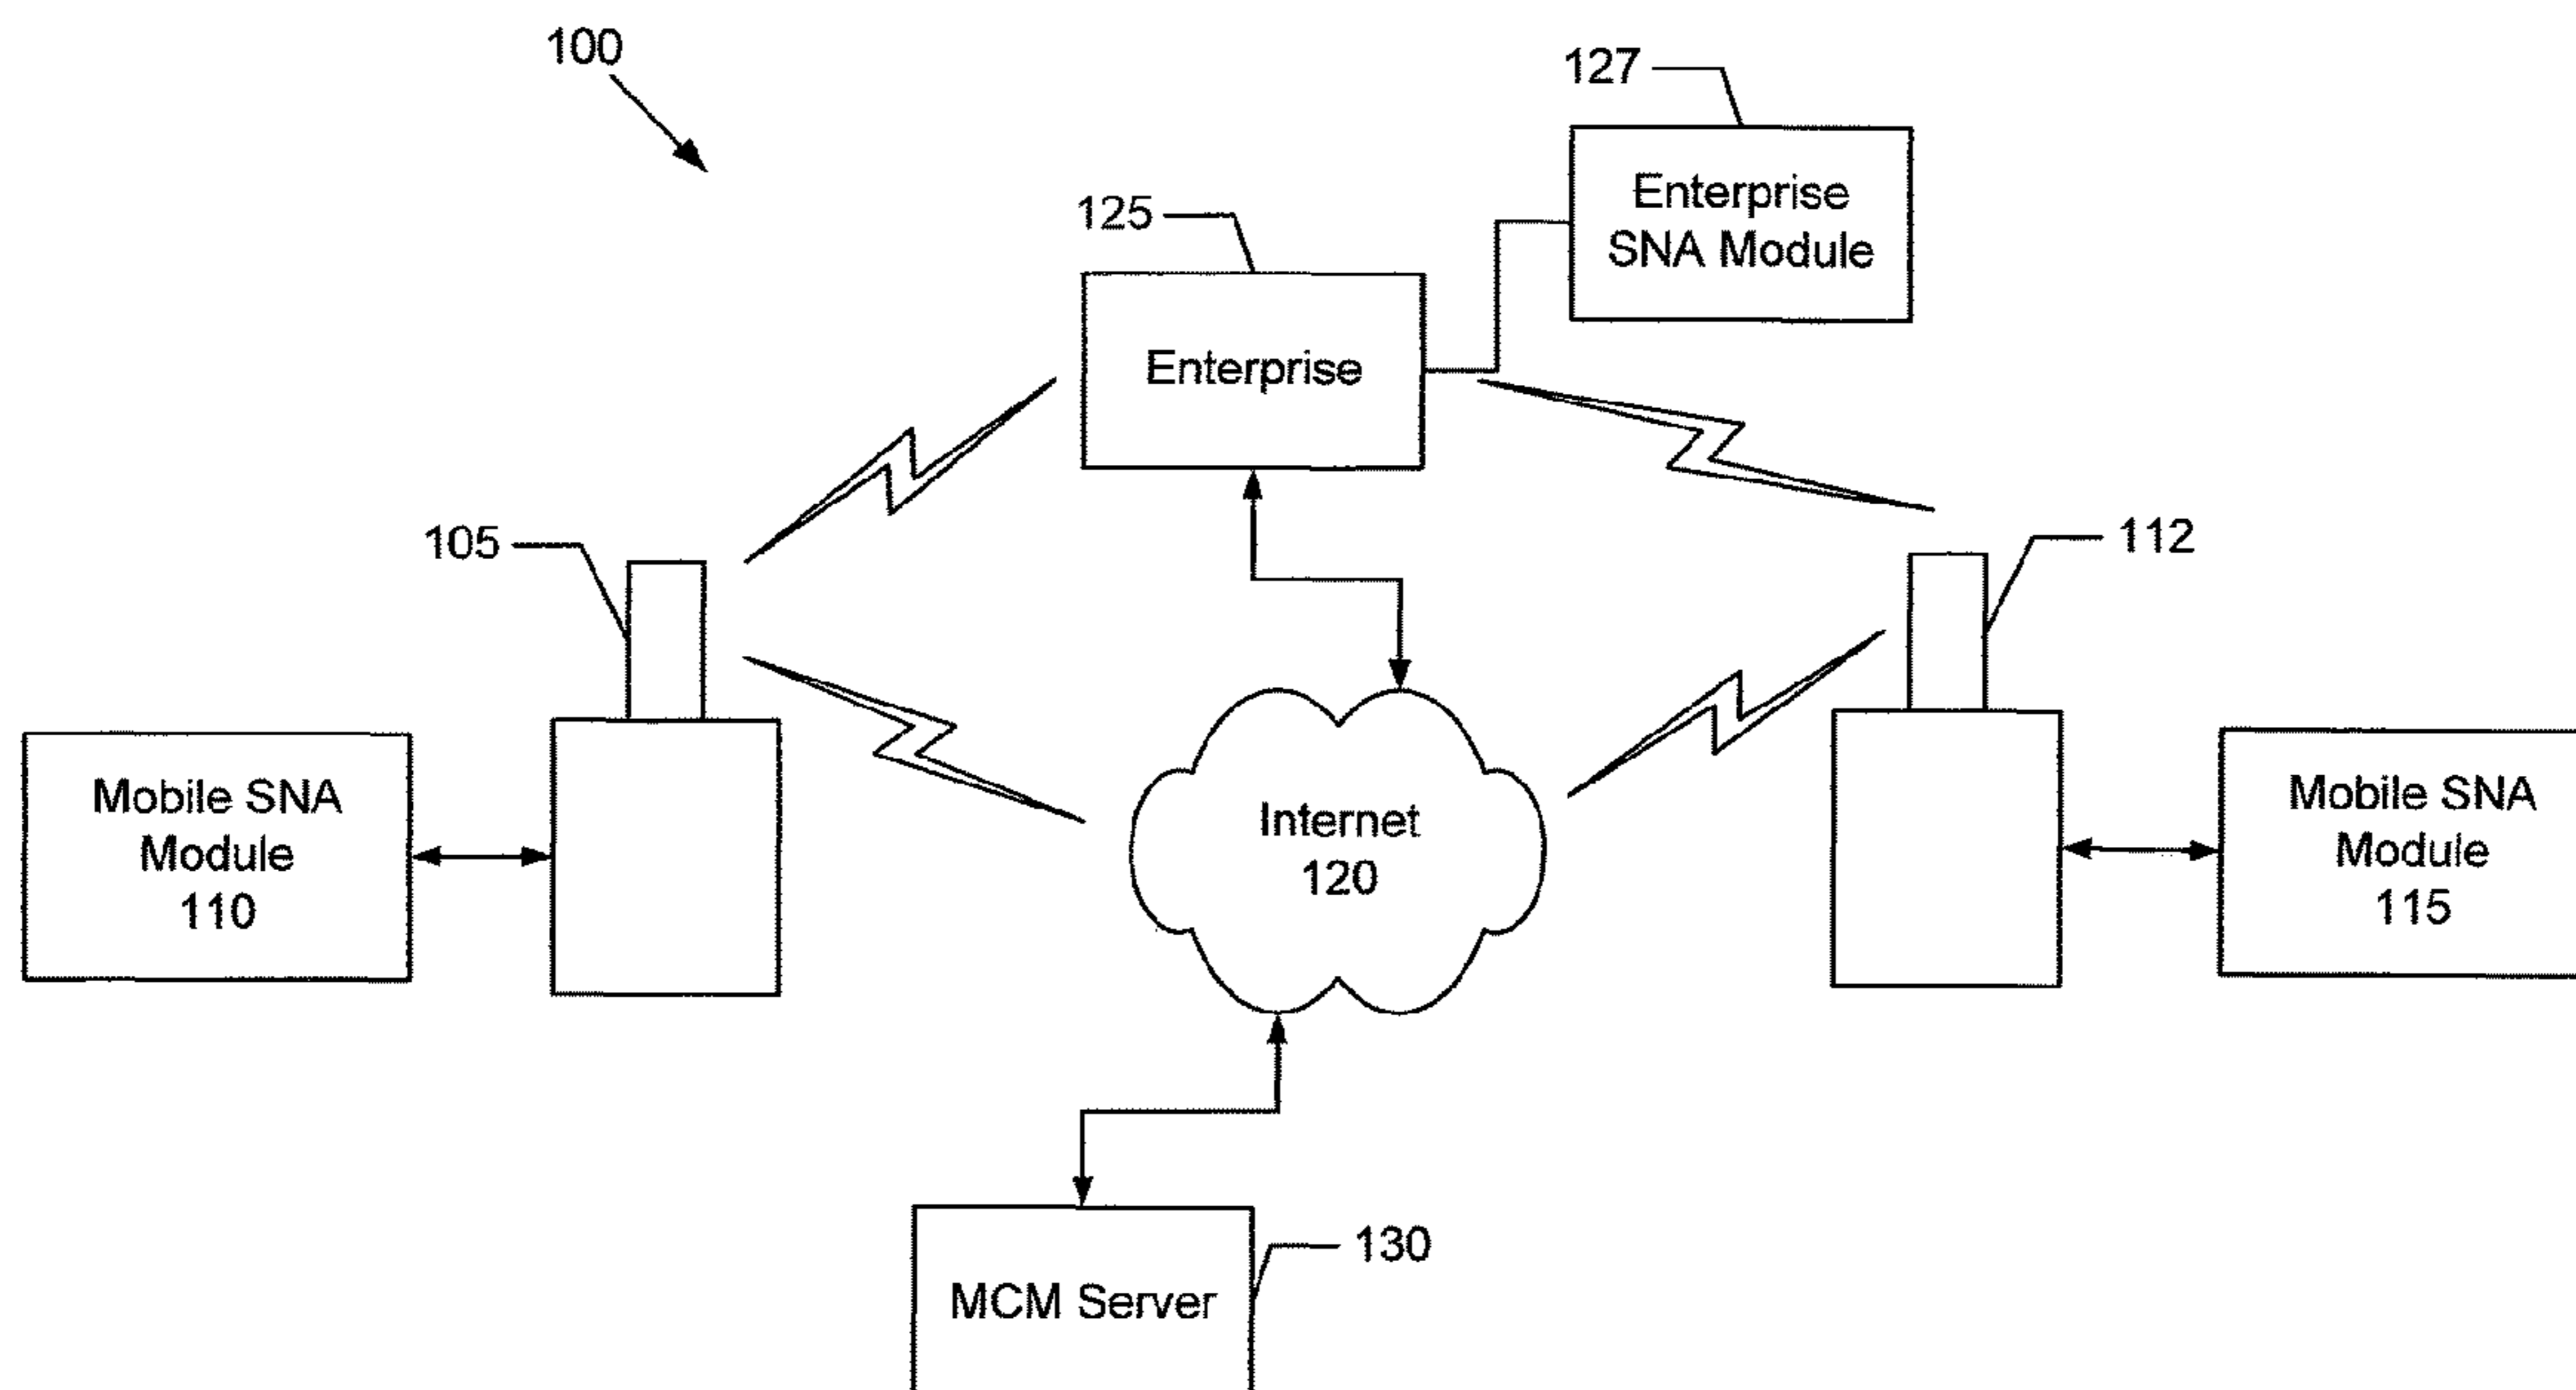 100
127
Enterprise
SNA Module
125
Enterprise
105
112
Mobile SNA
Module
110
Internet
120
Mobile SNA
Module
115
130
MCM Server